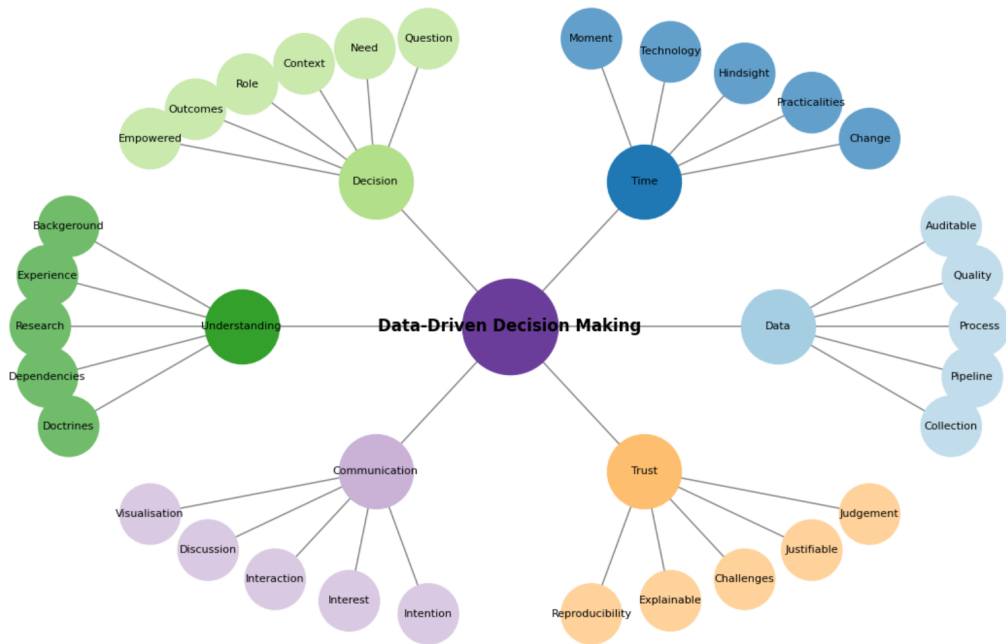 Question
Need
Context
Role
Outcomes
Empowered
Decision
Moment
Technology
Hindsight
Practicalities
Change
Time
Backgeround
Experience
Research
Dependencies
Doctrines
Understanding
Data-Driven Decision Making
Data
Auditable
Quality
Process
Pipeline
Collection
Communication
Visualisation
Discussion
Interaction
Interest
Intention
Trust
Judgement
Justifiable
Challenges
Explainable
Reproducibility